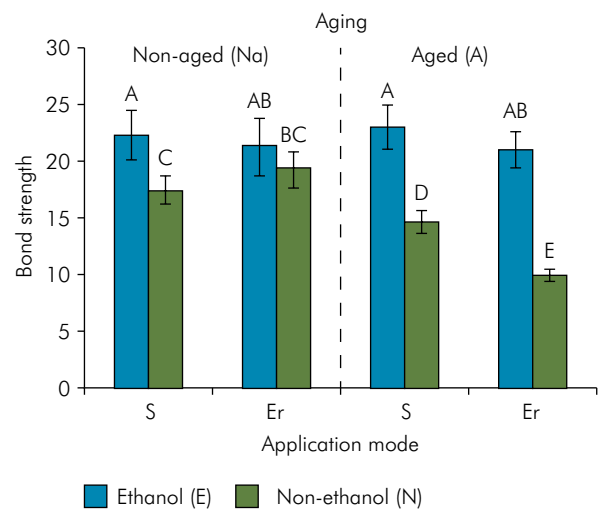 Aging
Non-aged (Na)
Aged (A)
30
25
20
15
10
5
0
Bond strength
A
C
AB
BC
A
D
AB
E
S
Er
S
Er
Application mode
Ethanol (E)
Non-ethanol (N)